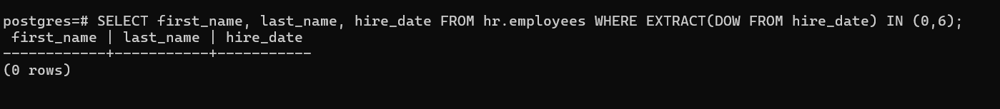 postgres=# SELECT first_name, last_name, hire_date FROM hr.employees WHERE EXTRACT(DOW FROM hire_date) IN (0,6);
 first_name | last_name | hire_date
------------+-----------+-----------
(0 rows)